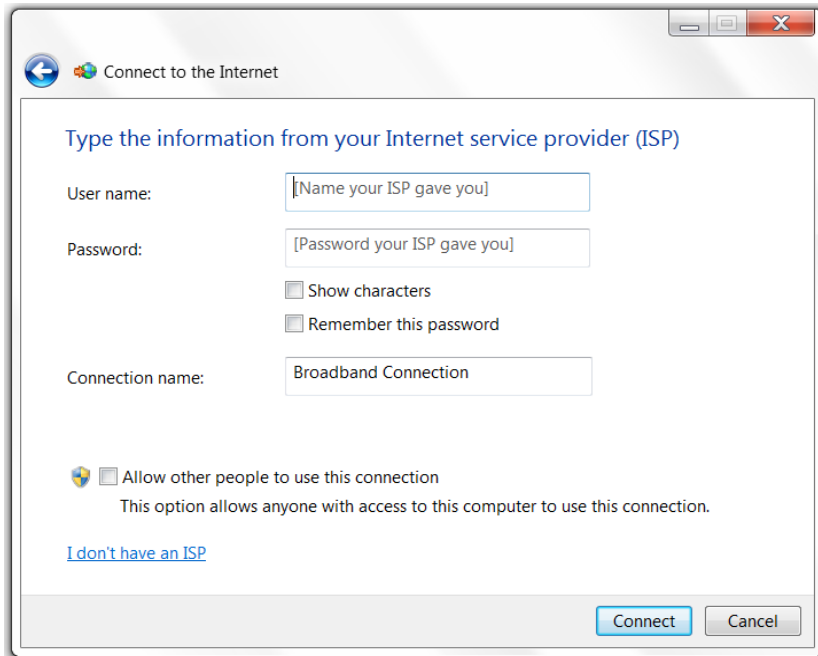 Connect to the Internet
Type the information from your Internet service provider (ISP)
User name:
[Name your ISP gave you]
Password:
[Password your ISP gave you]
Show characters
Remember this password
Connection name:
Broadband Connection
Allow other people to use this connection
This option allows anyone with access to this computer to use this connection.
I don't have an ISP
Connect
Cancel